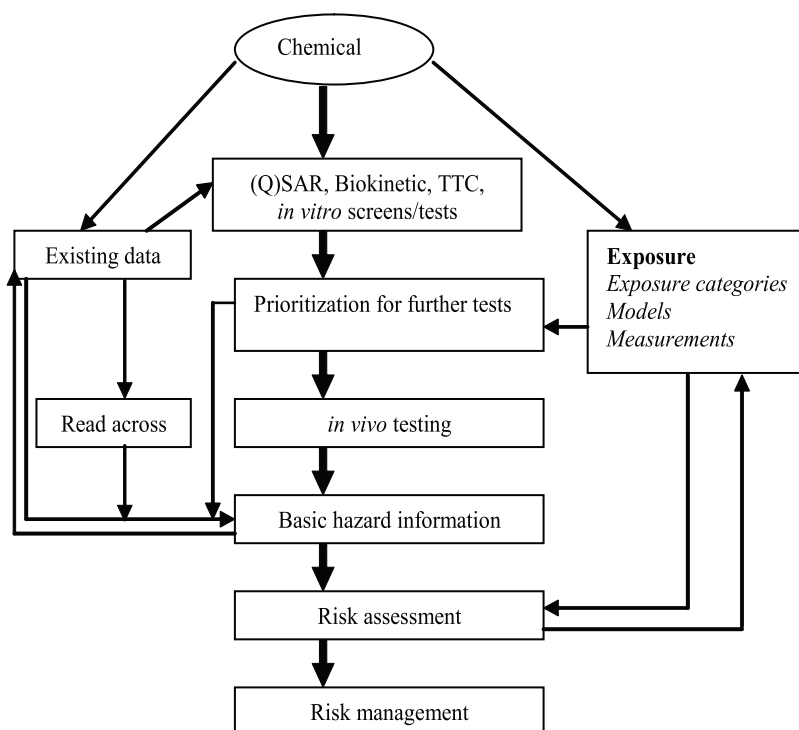 Chemical
(Q)SAR, Biokinetic, TTC,
in vitro screens/tests
Existing data
Exposure
Exposure categories
Models
Measurements
Prioritization for further tests
Read across
in vivo testing
Basic hazard information
Risk assessment
Risk management